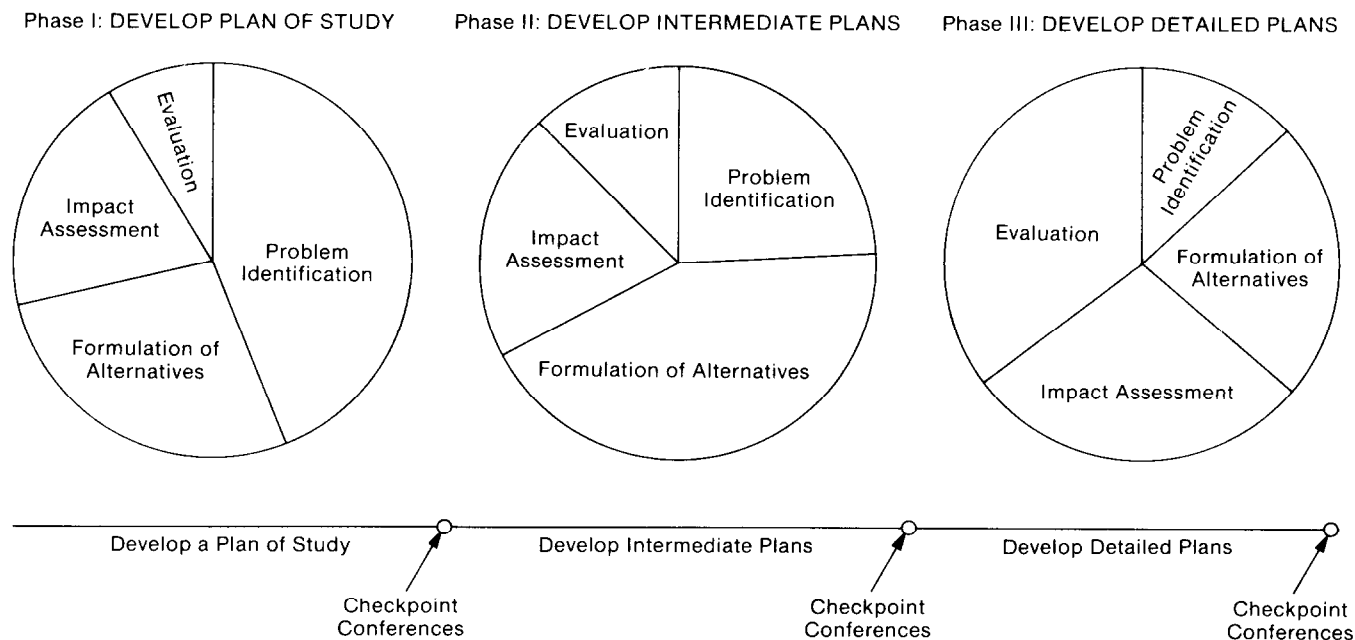 Phase I: DEVELOP PLAN OF STUDY
Phase II: DEVELOP INTERMEDIATE PLANS
Phase III: DEVELOP DETAILED PLANS
Evaluation
Impact
Assessment
Problem
Identification
Formulation of
Alternatives
Evaluation
Problem
Identification
Impact
Assessment
Formulation of Alternatives
Problem
Identification
Evaluation
Formulation of
Alternatives
Impact Assessment
Develop a Plan of Study
Develop Intermediate Plans
Develop Detailed Plans
Checkpoint
Conferences
Checkpoint
Conferences
Checkpoint
Conferences